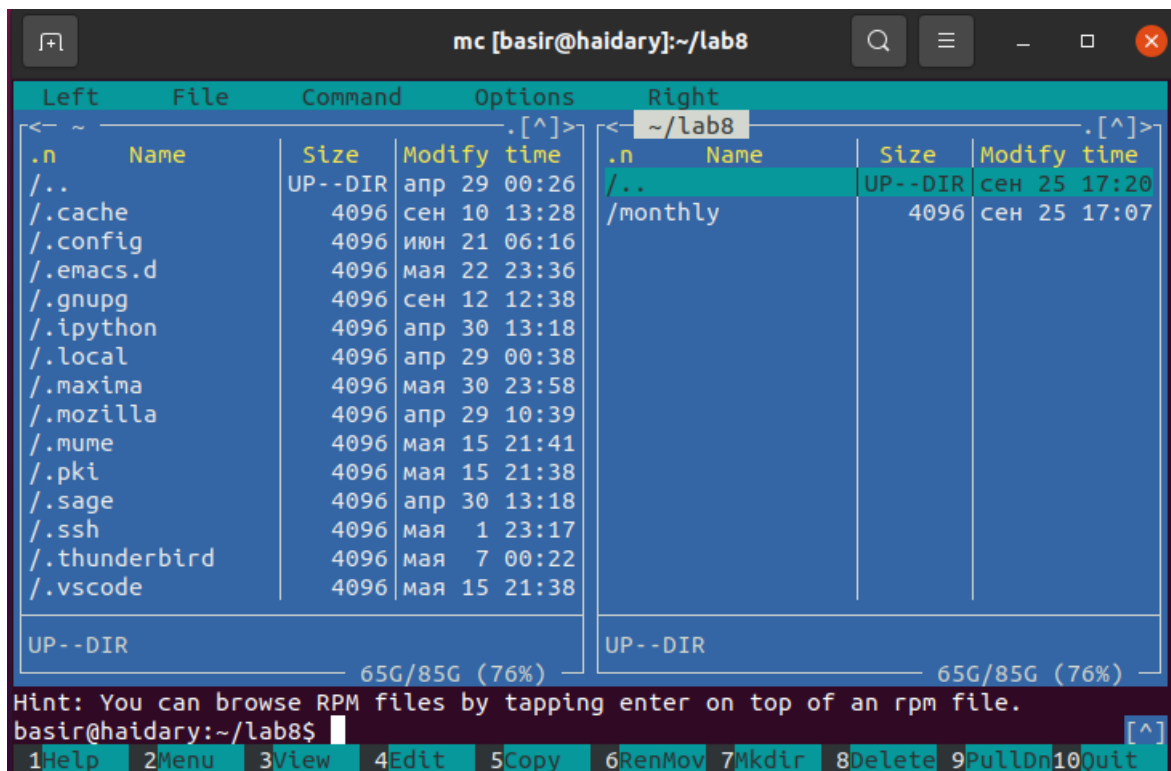 mc [basir@haidary]:~/lab8
Left File Command Options Right
<─ ~ ─.[^]> <─ ~/lab8 ─.[^]>
.n Name Size Modify time .n Name Size Modify time
/.. UP--DIR апр 29 00:26 /.. UP--DIR сен 25 17:20
/.cache 4096 сен 10 13:28 /monthly 4096 сен 25 17:07
/.config 4096 июн 21 06:16
/.emacs.d 4096 мая 22 23:36
/.gnupg 4096 сен 12 12:38
/.ipython 4096 апр 30 13:18
/.local 4096 апр 29 00:38
/.maxima 4096 мая 30 23:58
/.mozilla 4096 апр 29 10:39
/.mume 4096 мая 15 21:41
/.pki 4096 мая 15 21:38
/.sage 4096 апр 30 13:18
/.ssh 4096 мая 1 23:17
/.thunderbird 4096 мая 7 00:22
/.vscode 4096 мая 15 21:38
UP--DIR UP--DIR
65G/85G (76%) 65G/85G (76%)
Hint: You can browse RPM files by tapping enter on top of an rpm file.
basir@haidary:~/lab8$ [^]
1Help 2Menu 3View 4Edit 5Copy 6RenMov 7Mkdir 8Delete 9PullDn 10Quit